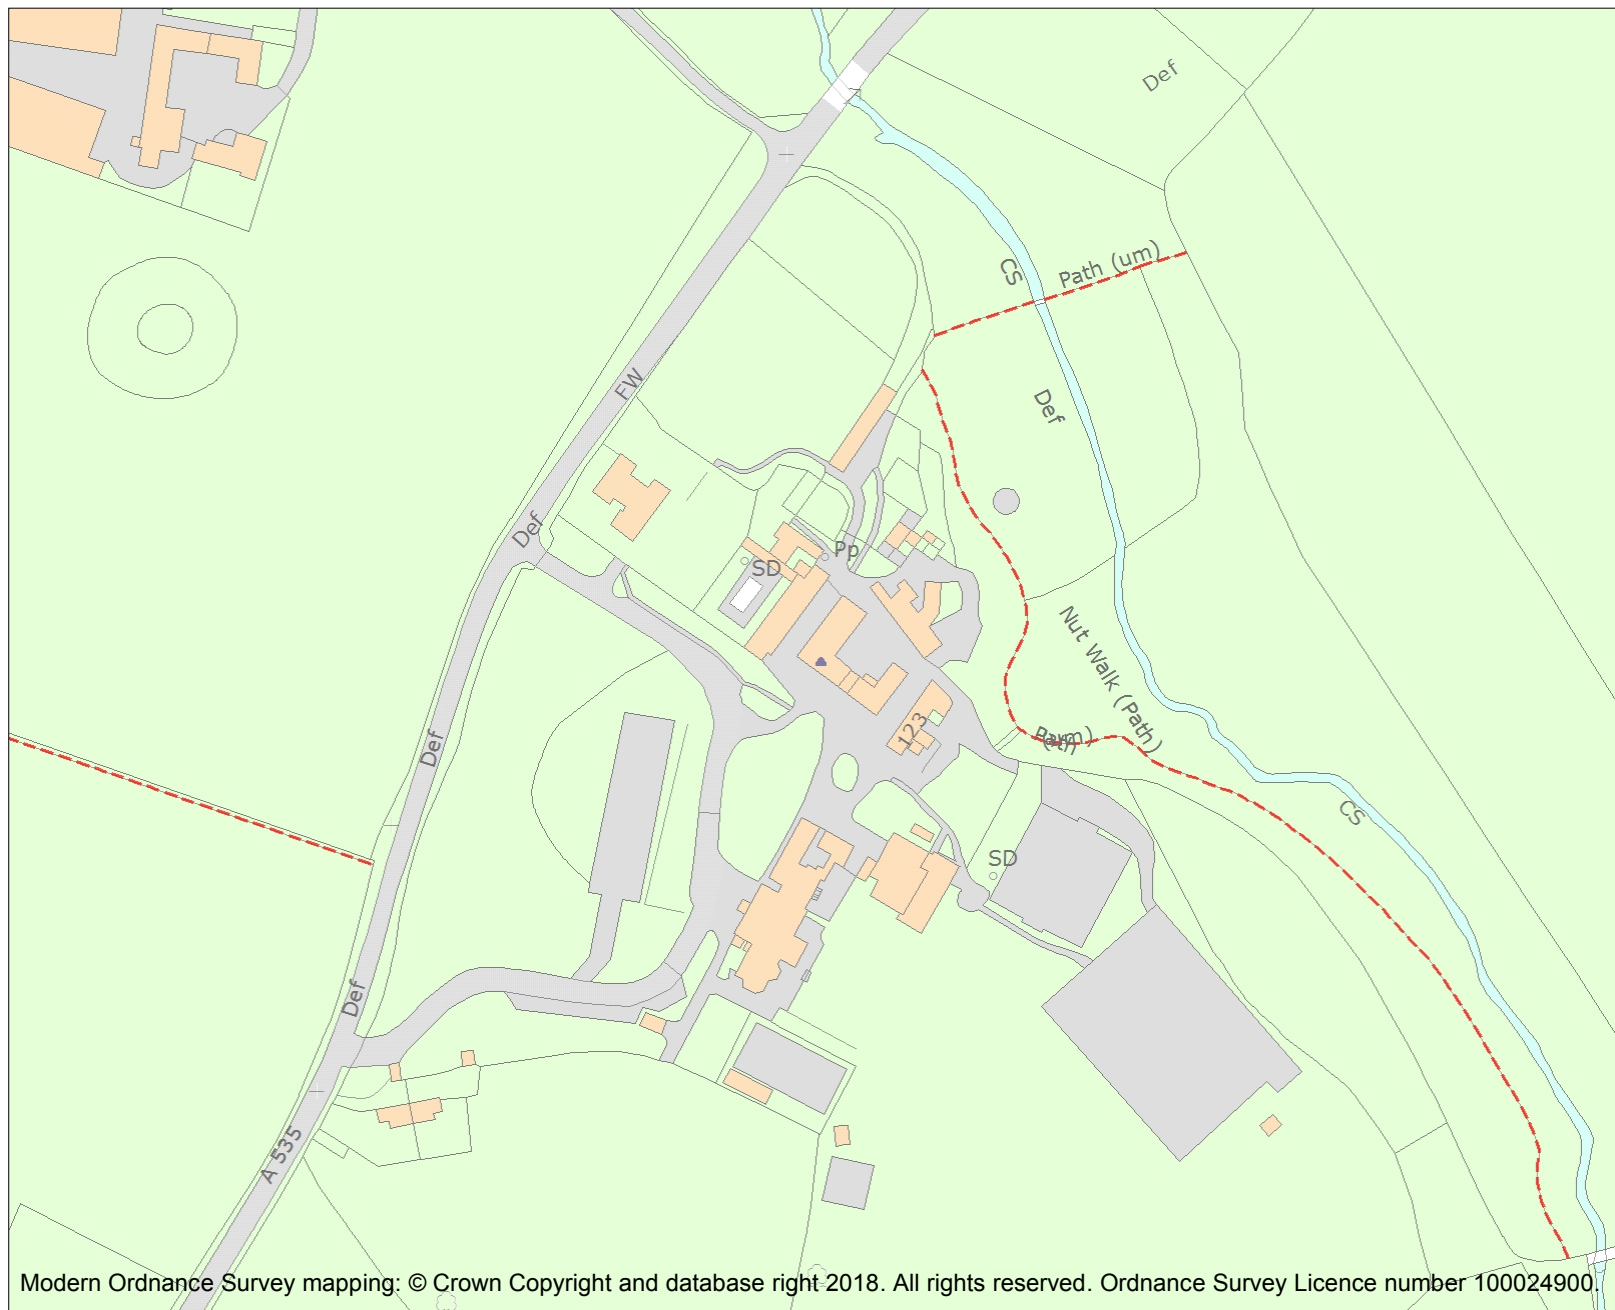 Def
Path (um)
CS
FW
Def
Def
Pp
SD
Nut Walk (Path)
123
Def
CS
SD
Def
A 535
Modern Ordnance Survey mapping: © Crown Copyright and database right 2018. All rights reserved. Ordnance Survey Licence number 100024900.